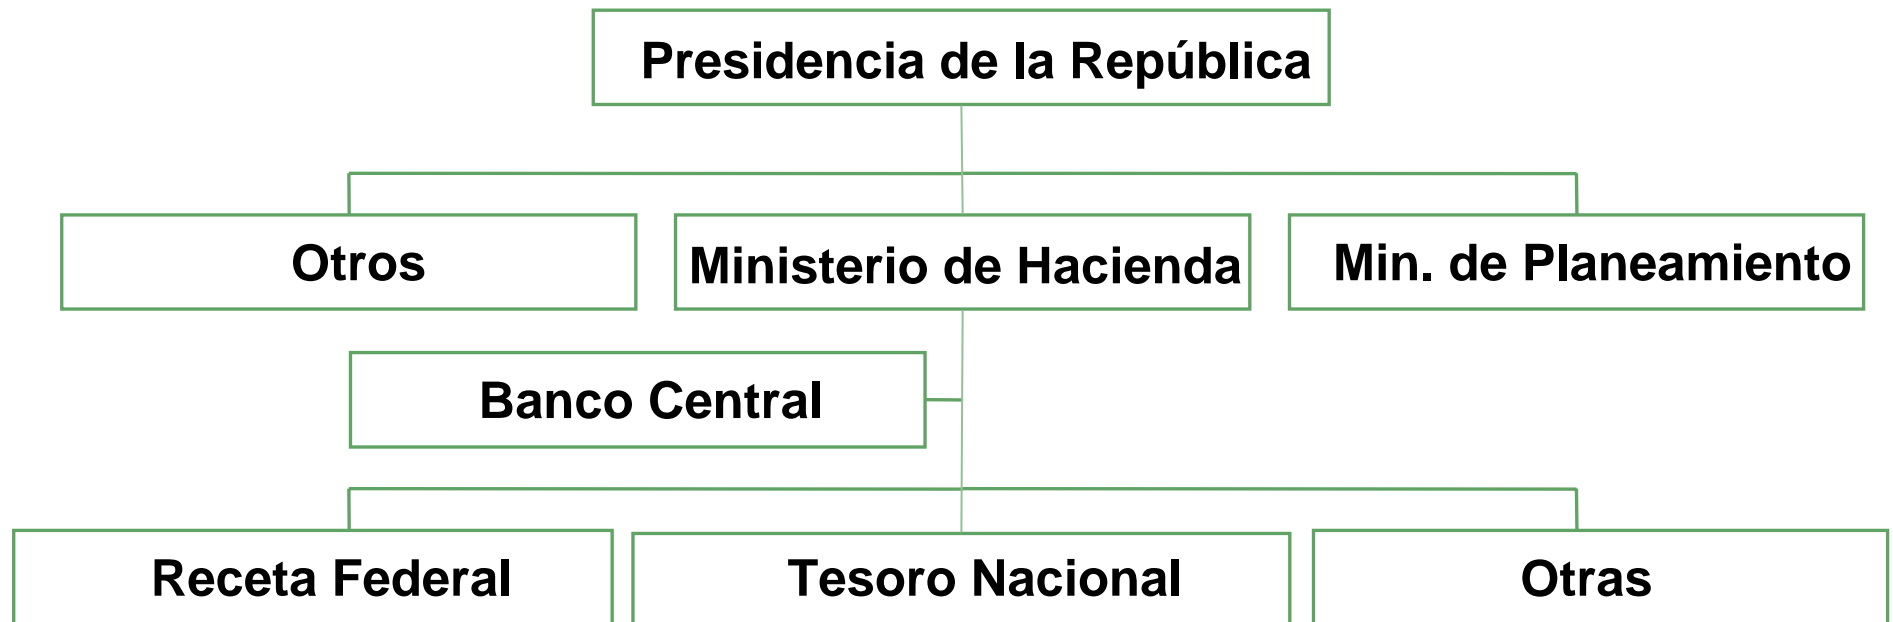 Presidencia de la República
Otros
Ministerio de Hacienda
Min. de Planeamiento
Banco Central
Receta Federal
Tesoro Nacional
Otras